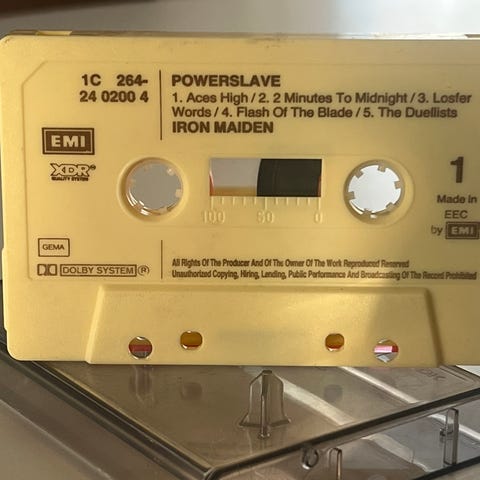 1C 264-
24 0200 4
POWERSLAVE
1. Aces High / 2. 2 Minutes To Midnight / 3. Losfer
Words / 4. Flash Of The Blade / 5. The Duellists
IRON MAIDEN
EMI
XDR
QUALITY SYSTEM
1
Made in
EEC
by EMI
100 50 0
GEMA
DOLBY SYSTEM ®
All Rights Of The Producer And Of The Owner Of The Work Reproduced Reserved
Unauthorized Copying, Hiring, Lending, Public Performance And Broadcasting Of The Record Prohibited